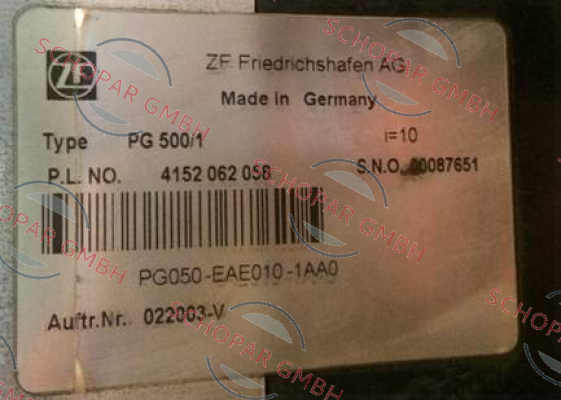 ZF
ZF Friedrichshafen AG
Made in Germany
Type PG 500/1 i=10
P.L. NO. 4152 062 058 S.N.O. 00087651
PG050-EAE010-1AA0
Auftr.Nr. 022003-V
SCHOPAR GMBH
SCHOPAR GMBH
SCHOPAR GMBH
SCHOPAR GMBH
SCHOPAR GMBH